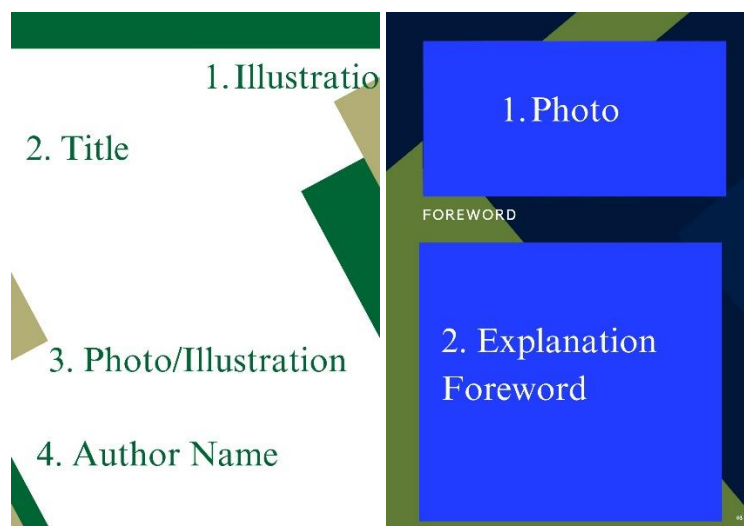 1. Illustratio
2. Title
3. Photo/Illustration
4. Author Name
1. Photo
FOREWORD
2. Explanation
Foreword